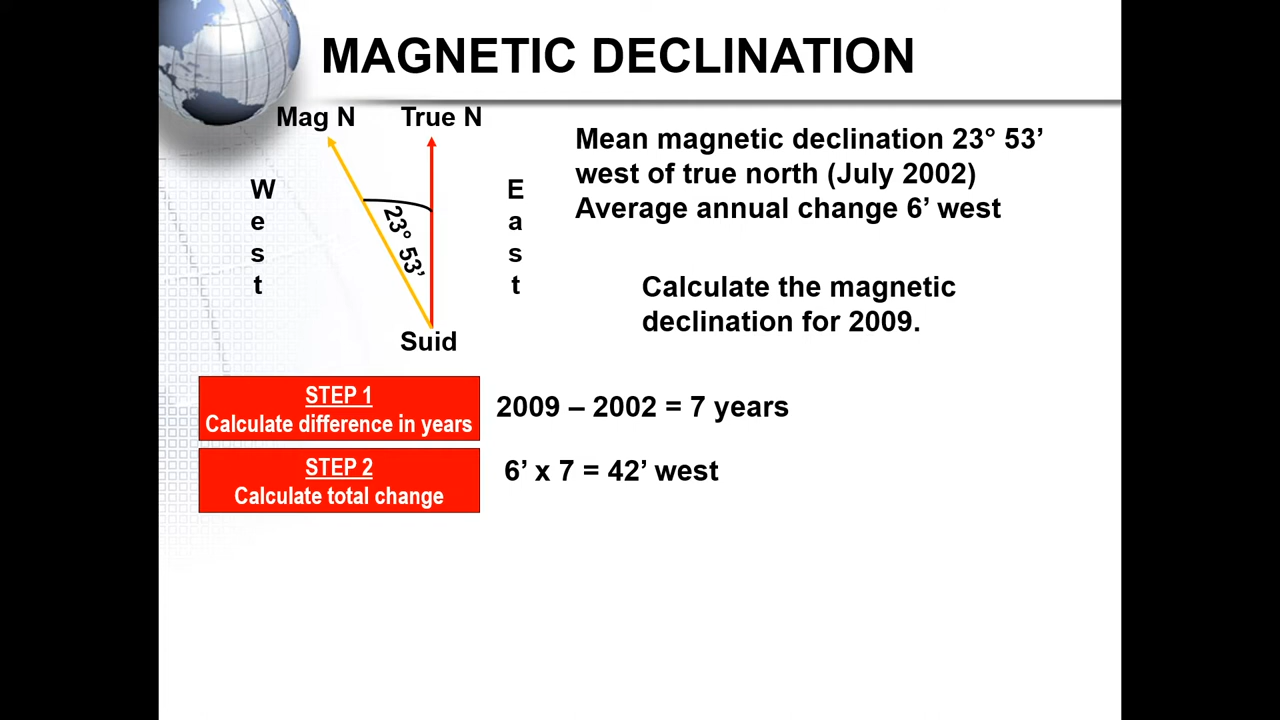 MAGNETIC DECLINATION
Mag N
True N
Mean magnetic declination 23° 53’
west of true north (July 2002)
Average annual change 6’ west
West
East
23° 53’
Calculate the magnetic
declination for 2009.
Suid
STEP 1
Calculate difference in years
2009 – 2002 = 7 years
STEP 2
Calculate total change
6’ x 7 = 42’ west